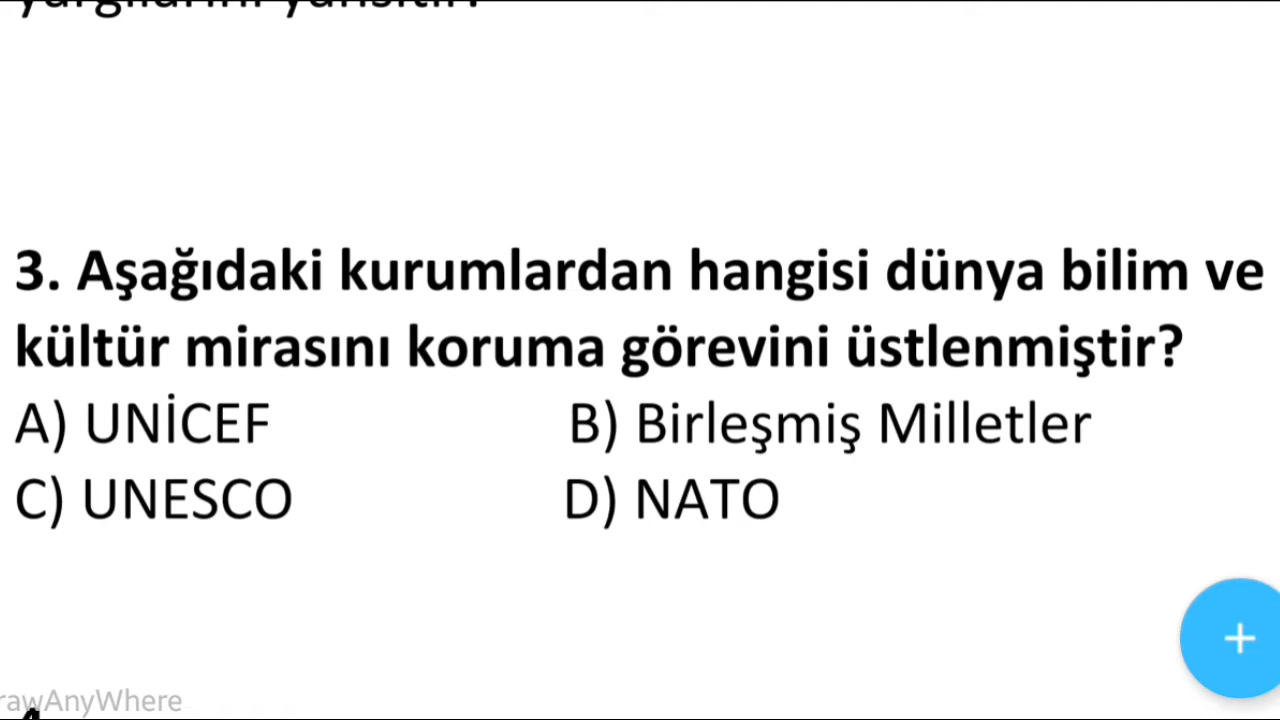 3. Aşağıdaki kurumlardan hangisi dünya bilim ve
kültür mirasını koruma görevini üstlenmiştir?
A) UNİCEF B) Birleşmiş Milletler
C) UNESCO D) NATO
+
rawAnyWhere